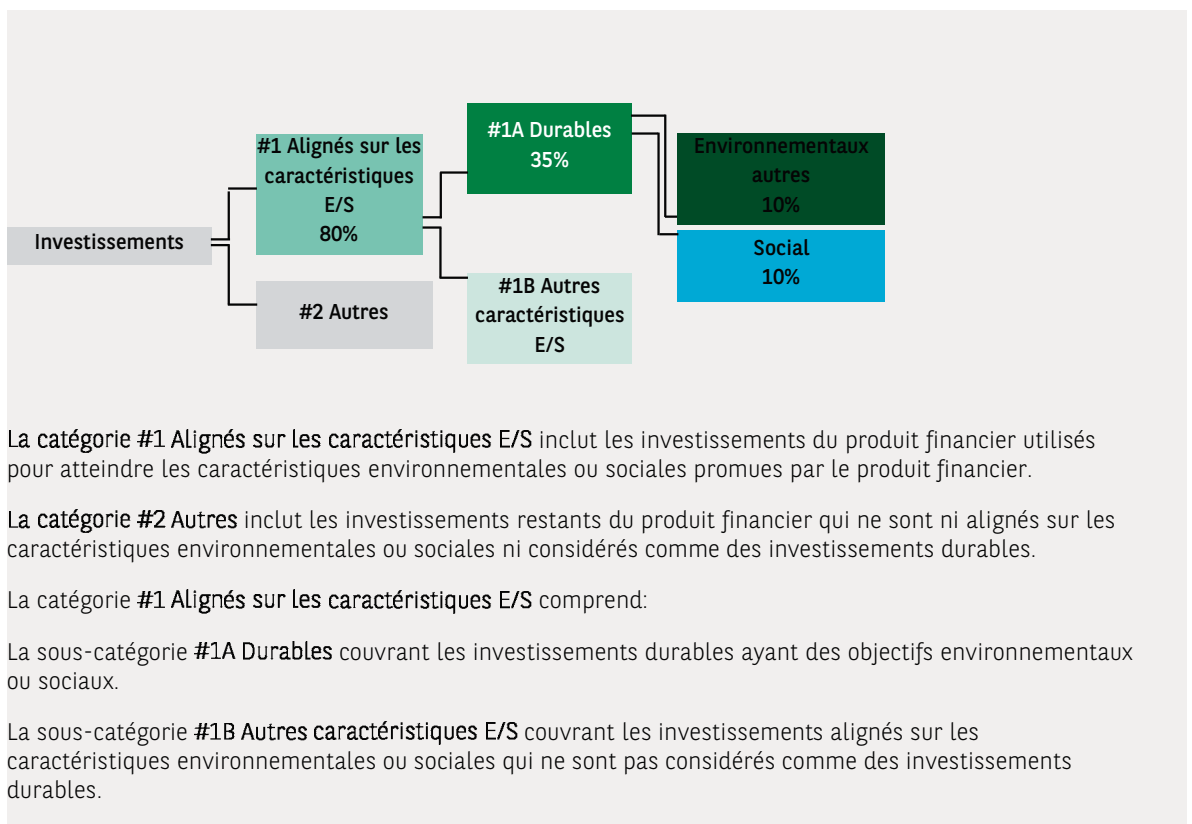 Investissements
#1 Alignés sur les
caractéristiques
E/S
80%
#2 Autres
#1A Durables
35%
#1B Autres
caractéristiques
E/S
Environnementaux
autres
10%
Social
10%
La catégorie #1 Alignés sur les caractéristiques E/S inclut les investissements du produit financier utilisés
pour atteindre les caractéristiques environnementales ou sociales promues par le produit financier.
La catégorie #2 Autres inclut les investissements restants du produit financier qui ne sont ni alignés sur les
caractéristiques environnementales ou sociales ni considérés comme des investissements durables.
La catégorie #1 Alignés sur les caractéristiques E/S comprend:
La sous-catégorie #1A Durables couvrant les investissements durables ayant des objectifs environnementaux
ou sociaux.
La sous-catégorie #1B Autres caractéristiques E/S couvrant les investissements alignés sur les
caractéristiques environnementales ou sociales qui ne sont pas considérés comme des investissements
durables.